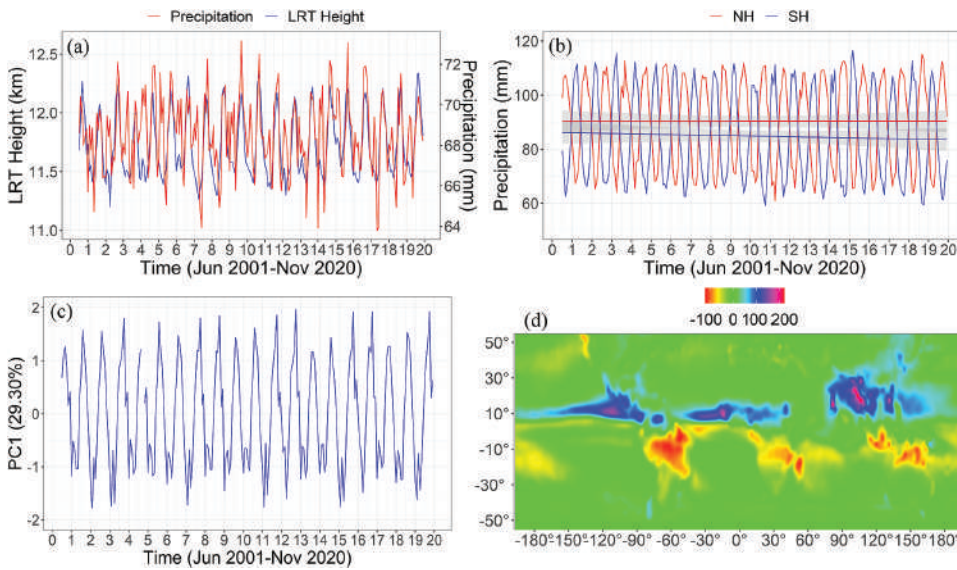 Precipitation LRT Height
(a)
LRT Height (km)
12.5
12.0
11.5
11.0
72
70
68
66
64
Precipitation (mm)
0 1 2 3 4 5 6 7 8 9 10 11 12 13 14 15 16 17 18 19 20
Time (Jun 2001-Nov 2020)
NH SH
(b)
Precipitation (mm)
120
100
80
60
0 1 2 3 4 5 6 7 8 9 10 11 12 13 14 15 16 17 18 19 20
Time (Jun 2001-Nov 2020)
(c)
PC1 (29.30%)
2
1
0
-1
-2
0 1 2 3 4 5 6 7 8 9 10 11 12 13 14 15 16 17 18 19 20
Time (Jun 2001-Nov 2020)
-100 0 100 200
(d)
50°
30°
10°
-10°
-30°
-50°
-180°-150°-120°-90° -60° -30° 0° 30° 60° 90° 120° 150° 180°